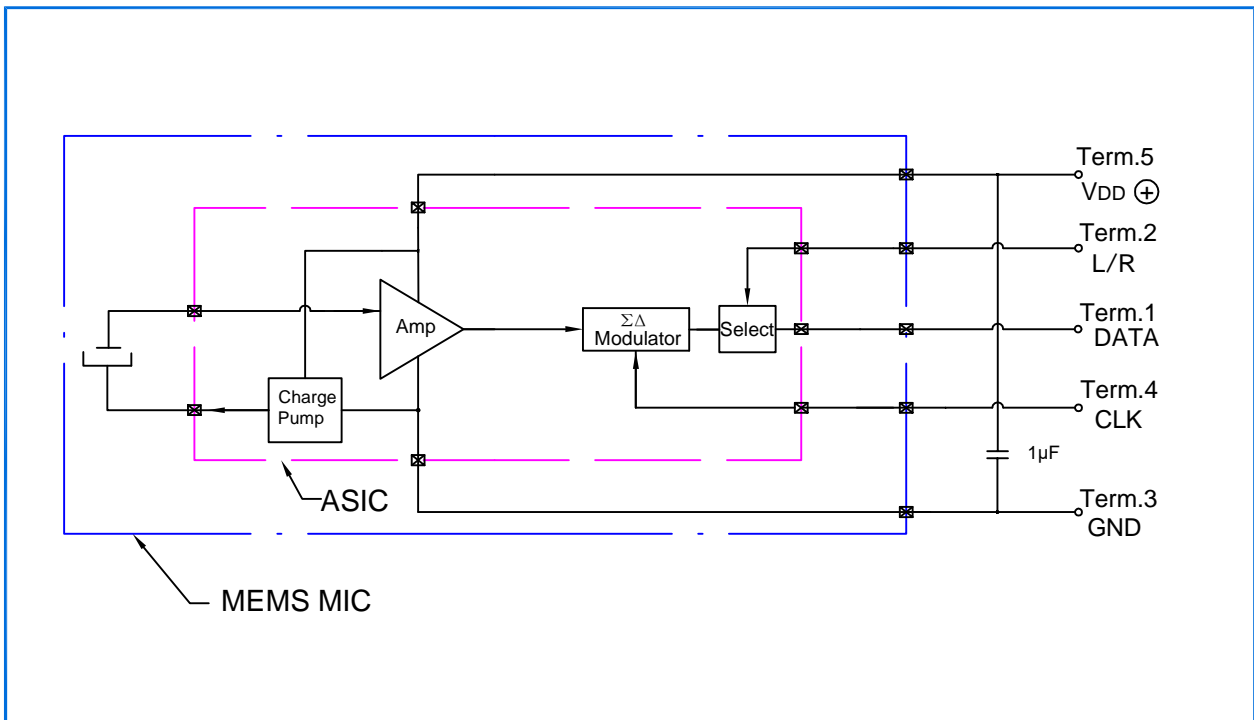 Term.5
VDD ⊕
Term.2
L/R
Amp
ΣΔ
Modulator
Select
Term.1
DATA
Charge
Pump
Term.4
CLK
1µF
ASIC
Term.3
GND
MEMS MIC